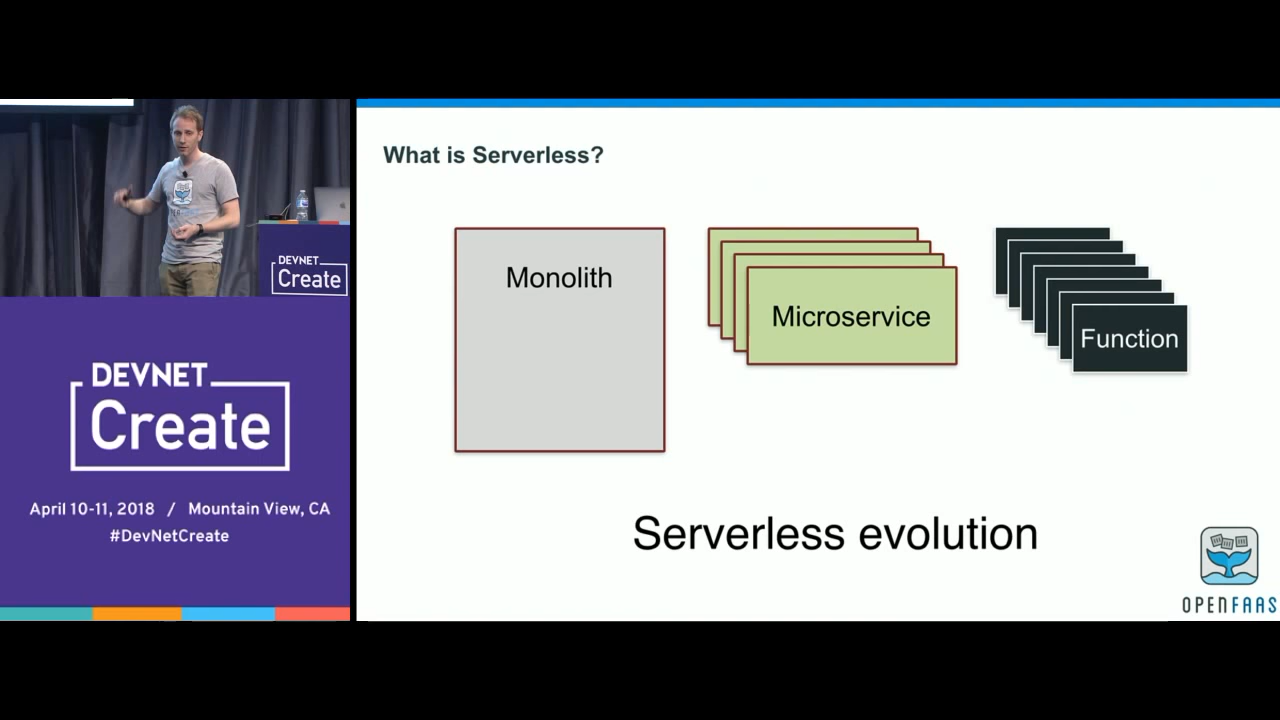 DEVNET
Create
DEVNET
Create
April 10-11, 2018 / Mountain View, CA
#DevNetCreate
What is Serverless?
Monolith
Microservice
Function
Serverless evolution
OPENFAAS